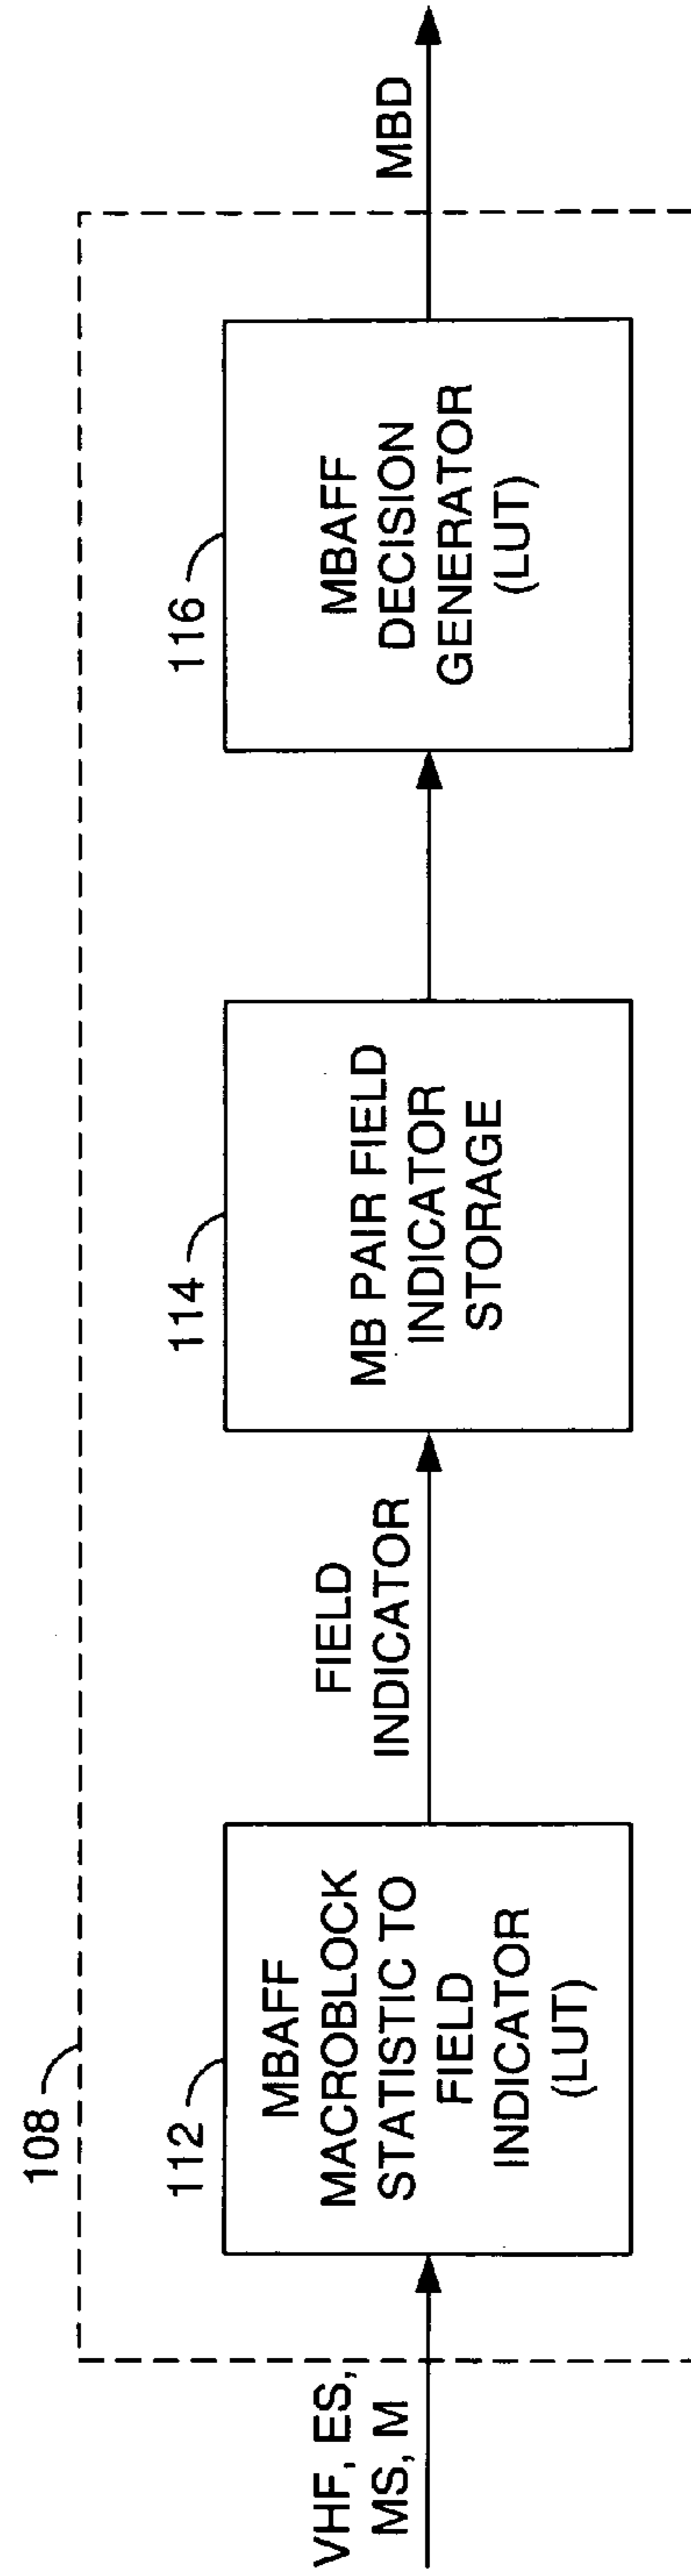 108
VHF, ES,
MS, M
112
MBAFF
MACROBLOCK
STATISTIC TO
FIELD
INDICATOR
(LUT)
FIELD
INDICATOR
114
MB PAIR FIELD
INDICATOR
STORAGE
116
MBAFF
DECISION
GENERATOR
(LUT)
MBD